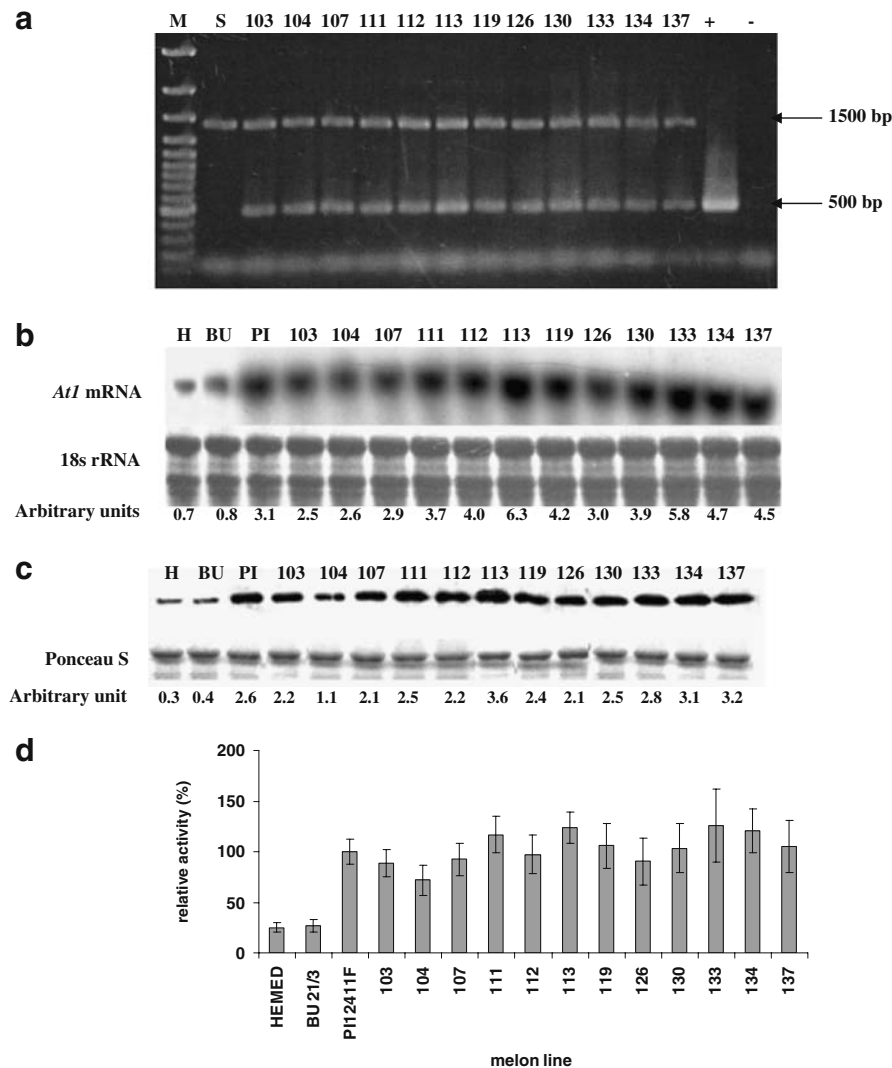 a
M S 103 104 107 111 112 113 119 126 130 133 134 137 + -
1500 bp
500 bp
b
H BU PI 103 104 107 111 112 113 119 126 130 133 134 137
At1 mRNA
18s rRNA
Arbitrary units 0.7 0.8 3.1 2.5 2.6 2.9 3.7 4.0 6.3 4.2 3.0 3.9 5.8 4.7 4.5
c
H BU PI 103 104 107 111 112 113 119 126 130 133 134 137
Ponceau S
Arbitrary unit 0.3 0.4 2.6 2.2 1.1 2.1 2.5 2.2 3.6 2.4 2.1 2.5 2.8 3.1 3.2
d
relative activity (%)
200
150
100
50
0
HEMED
BU 21/3
PI12411F
103
104
107
111
112
113
119
126
130
133
134
137
melon line